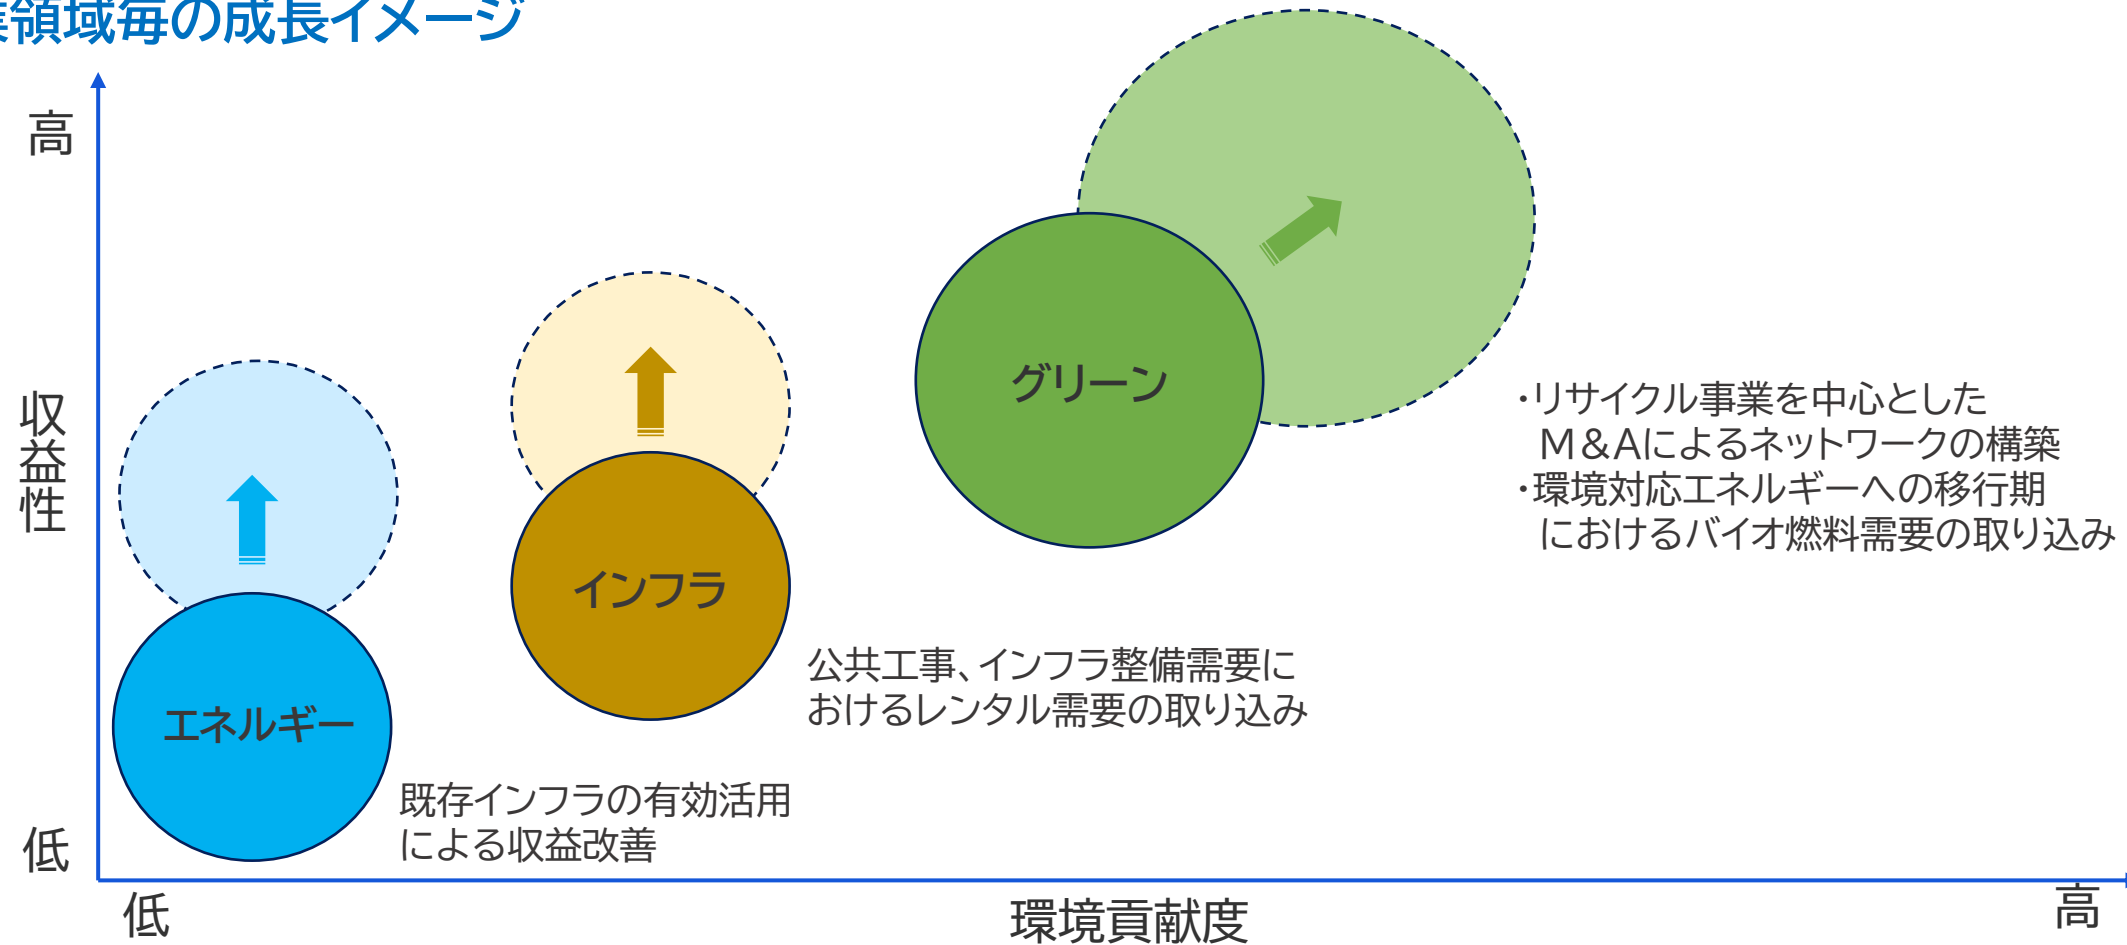 業領域毎の成長イメージ
高
収益性
低
低
環境貢献度
高
エネルギー
既存インフラの有効活用
による収益改善
インフラ
公共工事、インフラ整備需要に
おけるレンタル需要の取り込み
グリーン
・リサイクル事業を中心とした
M&Aによるネットワークの構築
・環境対応エネルギーへの移行期
におけるバイオ燃料需要の取り込み